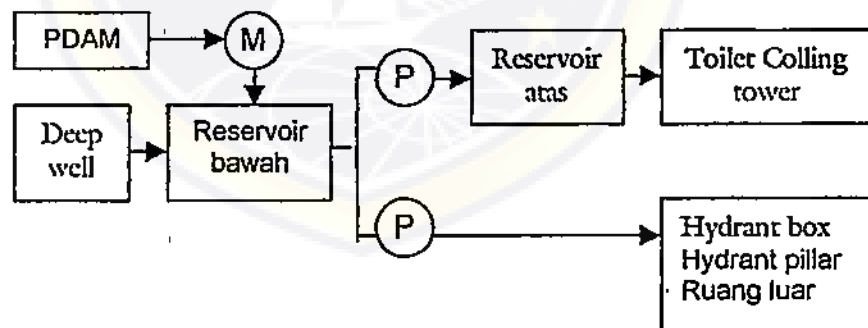 PDAM
M
Deep
well
Reservoir
bawah
P
Reservoir
atas
Toilet Colling
tower
P
Hydrant box
Hydrant pillar
Ruang luar